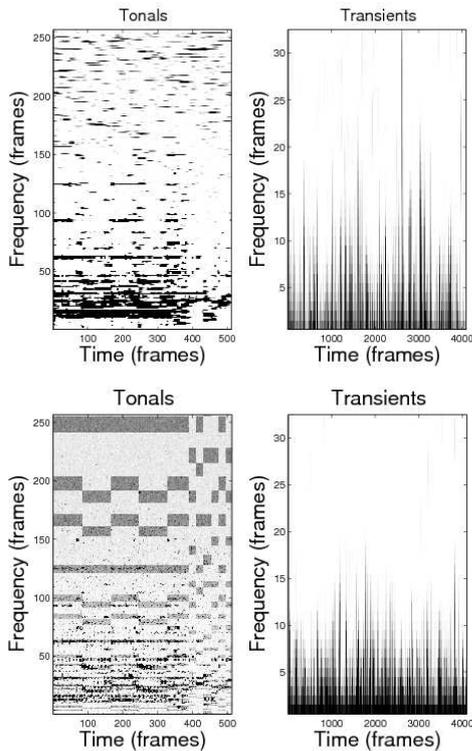 Tonals
Transients
250
200
150
100
50
Frequency (frames)
100 200 300 400 500
Time (frames)
30
25
20
15
10
5
Frequency (frames)
1000 2000 3000 4000
Time (frames)
Tonals
Transients
250
200
150
100
50
Frequency (frames)
100 200 300 400 500
Time (frames)
30
25
20
15
10
5
Frequency (frames)
1000 2000 3000 4000
Time (frames)